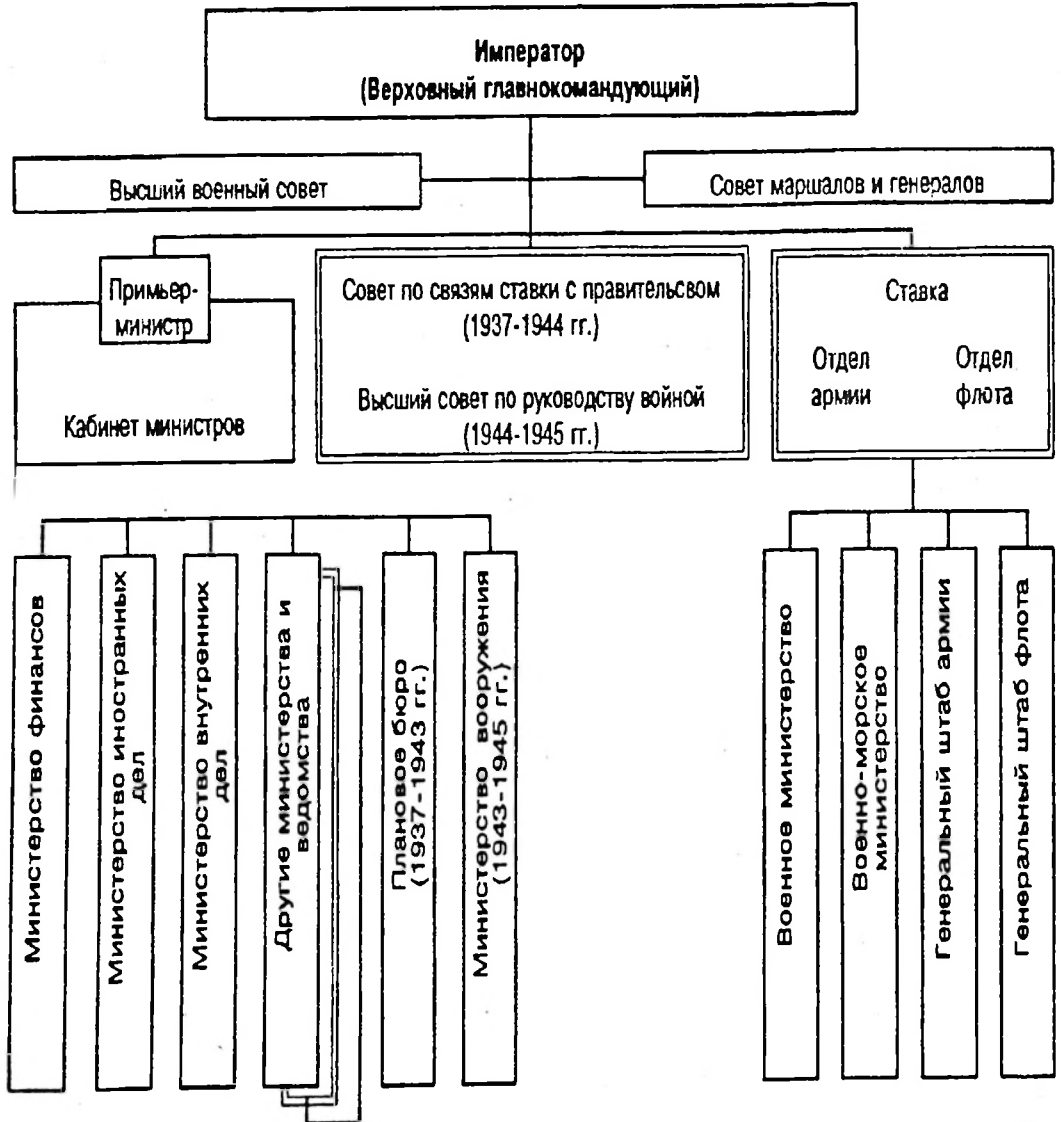 Император
(Верховный главнокомандующий)
Высший военный совет
Совет маршалов и генералов
Примьер-
министр
Кабинет министров
Совет по связям ставки с правительсвом
(1937-1944 гг.)
Высший совет по руководству войной
(1944-1945 гг.)
Ставка
Отдел
армии
Отдел
флота
Министерство финансов
Министерство иностранных
дел
Министерство внутренних
дел
Другие министерства и
ведомства
Плановое бюро
(1937-1943 гг.)
Министерство вооружения
(1943-1945 гг.)
Военное министерство
Военно-морское
министерство
Генеральный штаб армии
Генеральный штаб флота